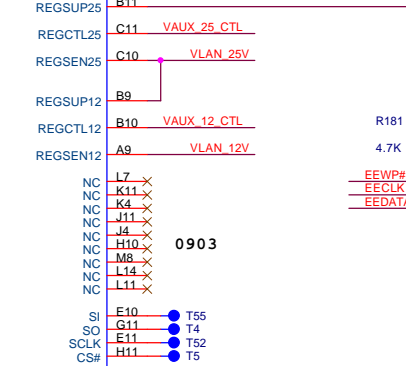 REGSUP25 B11
REGCTL25 C11 VAUX_25_CTL
REGSEN25 C10 VLAN_25V
REGSUP12 B9
REGCTL12 B10 VAUX_12_CTL R181
REGSEN12 A9 VLAN_12V 4.7K
EEWP#
NC L7
EECLK
NC K11
EEDATA
NC K4
NC J11
NC J4
NC H10 0903
NC M8
NC L14
NC L11
SI E10 T55
SO G11 T4
SCLK E11 T52
CS# H11 T5